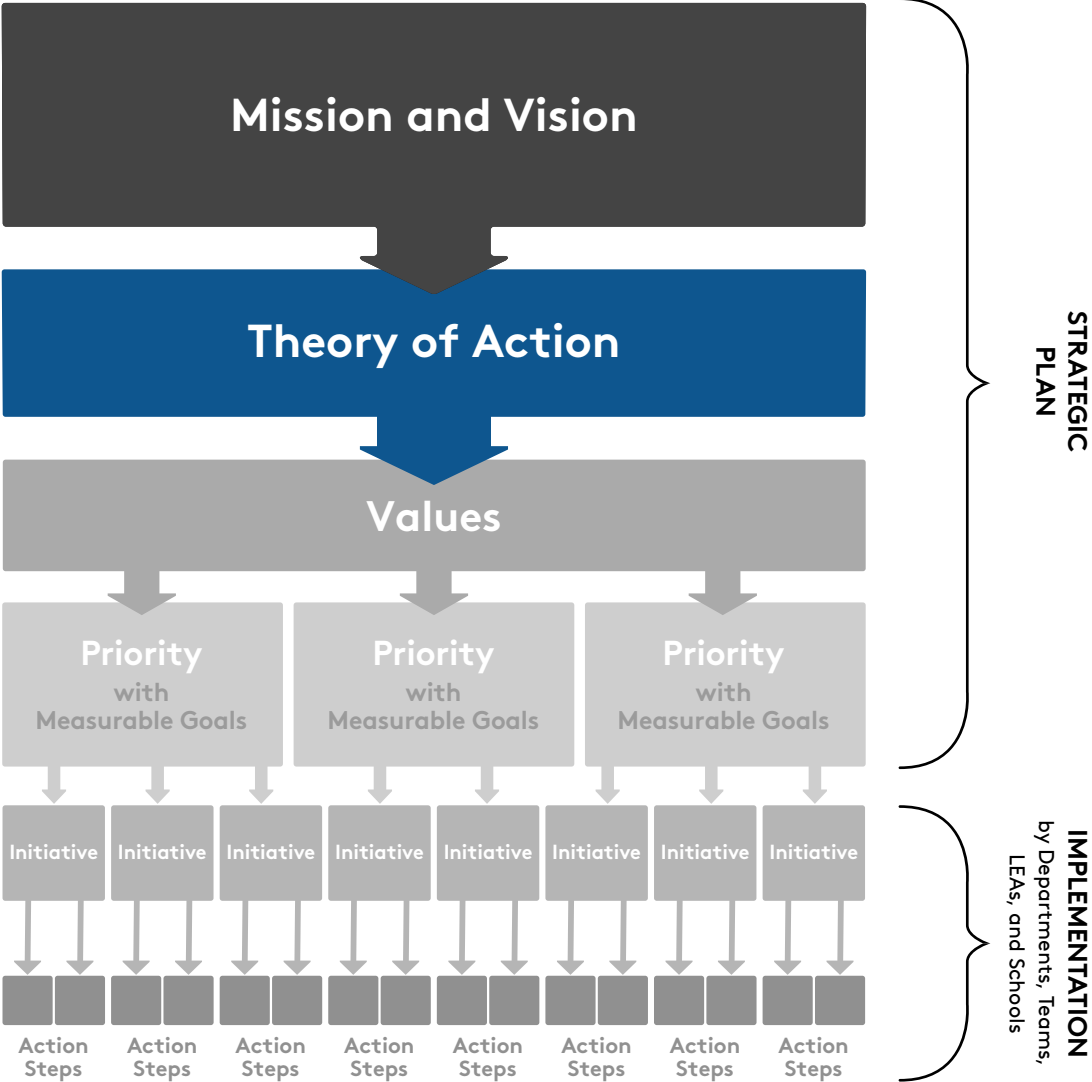 Mission and Vision
Theory of Action
Values
Priority
with
Measurable Goals
Priority
with
Measurable Goals
Priority
with
Measurable Goals
Initiative
Initiative
Initiative
Initiative
Initiative
Initiative
Initiative
Initiative
Action
Steps
Action
Steps
Action
Steps
Action
Steps
Action
Steps
Action
Steps
Action
Steps
Action
Steps
STRATEGIC
PLAN
IMPLEMENTATION
by Departments, Teams,
LEAs, and Schools